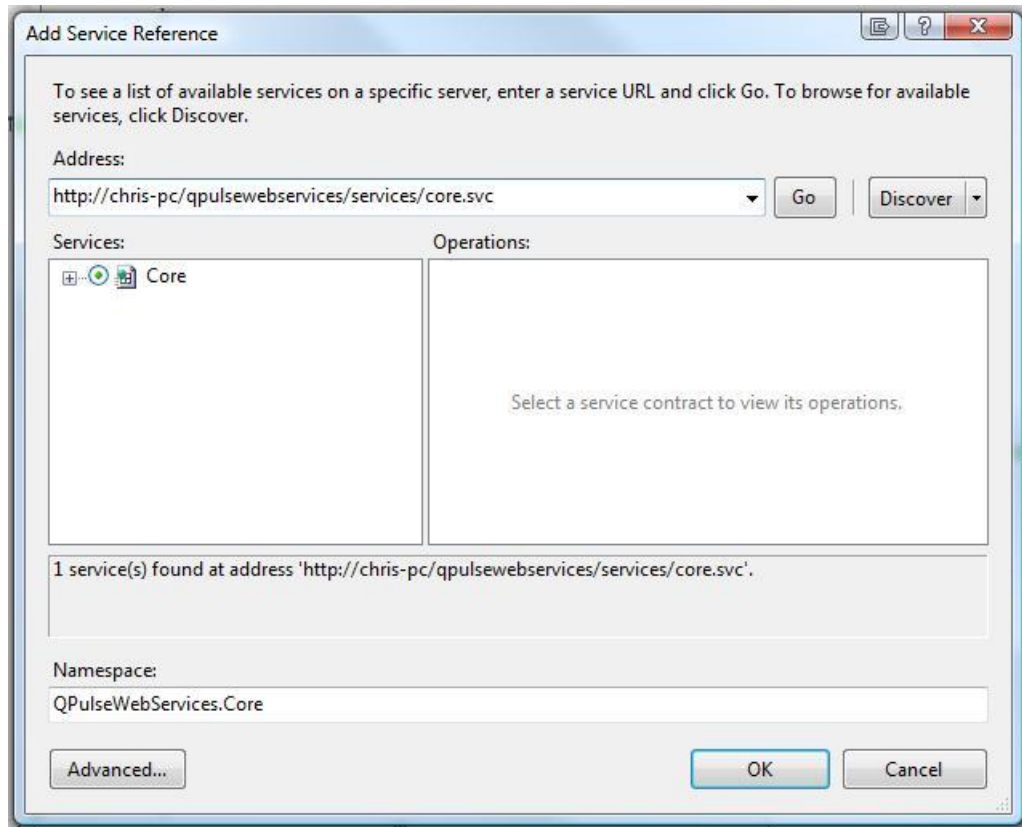 Add Service Reference
To see a list of available services on a specific server, enter a service URL and click Go. To browse for available
services, click Discover.
Address:
http://chris-pc/qpulsewebservices/services/core.svc
Go
Discover
Services:
Operations:
Core
Select a service contract to view its operations.
1 service(s) found at address 'http://chris-pc/qpulsewebservices/services/core.svc'.
Namespace:
QPulseWebServices.Core
Advanced...
OK
Cancel